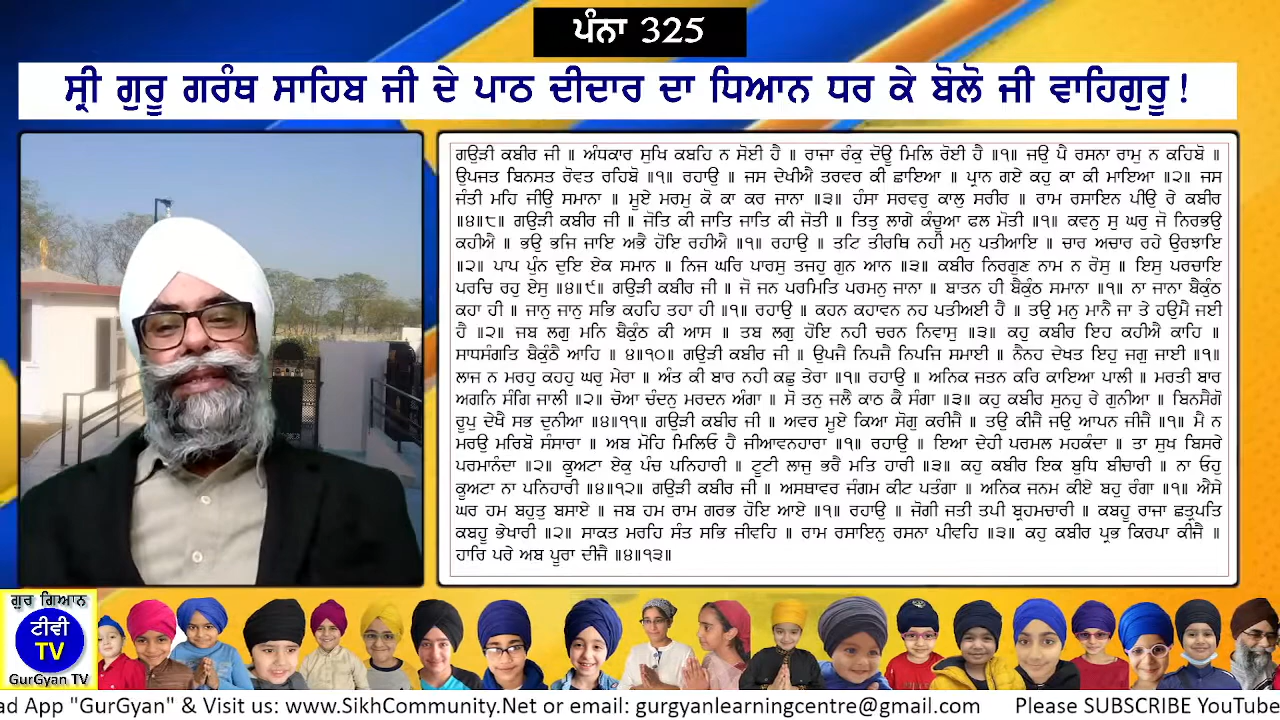 ਪੰਨਾ 325
ਸ੍ਰੀ ਗੁਰੂ ਗਰੰਥ ਸਾਹਿਬ ਜੀ ਦੇ ਪਾਠ ਦੀਦਾਰ ਦਾ ਧਿਆਨ ਧਰ ਕੇ ਬੋਲੋ ਜੀ ਵਾਹਿਗੁਰੂ !
ਗਉੜੀ ਕਬੀਰ ਜੀ ॥ ਅੰਧਕਾਰ ਸੁਖਿ ਕਬਹਿ ਨ ਸੋਈ ਹੈ ॥ ਰਾਜਾ ਰੰਕੁ ਦੋਊ ਮਿਲਿ ਰੋਈ ਹੈ ॥੧॥ ਜਉ ਪੈ ਰਸਨਾ ਰਾਮੁ ਨ ਕਹਿਬੋ ॥
ਉਪਜਤ ਬਿਨਸਤ ਰੋਵਤ ਰਹਿਬੋ ॥੧॥ ਰਹਾਉ ॥ ਜਸ ਦੇਖੀਐ ਤਰਵਰ ਕੀ ਛਾਇਆ ॥ ਪ੍ਰਾਨ ਗਏ ਕਹੁ ਕਾ ਕੀ ਮਾਇਆ ॥੨॥ ਜਸ
ਜੰਤੀ ਮਹਿ ਜੀਉ ਸਮਾਨਾ ॥ ਮੂਏ ਮਰਮੁ ਕੋ ਕਾ ਕਰ ਜਾਨਾ ॥੩॥ ਹੰਸਾ ਸਰਵਰੁ ਕਾਲੁ ਸਰੀਰ ॥ ਰਾਮ ਰਸਾਇਨ ਪੀਉ ਰੇ ਕਬੀਰ
॥੪॥੮॥ ਗਉੜੀ ਕਬੀਰ ਜੀ ॥ ਜੋਤਿ ਕੀ ਜਾਤਿ ਜਾਤਿ ਕੀ ਜੋਤੀ ॥ ਤਿਤੁ ਲਾਗੇ ਕੰਚੂਆ ਫਲ ਮੋਤੀ ॥੧॥ ਕਵਨੁ ਸੁ ਘਰੁ ਜੋ ਨਿਰਭਉ
ਕਹੀਐ ॥ ਭਉ ਭਜਿ ਜਾਇ ਅਭੈ ਹੋਇ ਰਹੀਐ ॥੧॥ ਰਹਾਉ ॥ ਤਟਿ ਤੀਰਥਿ ਨਹੀ ਮਨੁ ਪਤੀਆਇ ॥ ਚਾਰ ਅਚਾਰ ਰਹੇ ਉਰਝਾਇ
॥੨॥ ਪਾਪ ਪੁੰਨ ਦੁਇ ਏਕ ਸਮਾਨ ॥ ਨਿਜ ਘਰਿ ਪਾਰਸੁ ਤਜਹੁ ਗੁਨ ਆਨ ॥੩॥ ਕਬੀਰ ਨਿਰਗੁਣ ਨਾਮ ਨ ਰੋਸੁ ॥ ਇਸੁ ਪਰਚਾਇ
ਪਰਚਿ ਰਹੁ ਏਸੁ ॥੪॥੯॥ ਗਉੜੀ ਕਬੀਰ ਜੀ ॥ ਜੋ ਜਨ ਪਰਮਿਤਿ ਪਰਮਨੁ ਜਾਨਾ ॥ ਬਾਤਨ ਹੀ ਬੈਕੁੰਠ ਸਮਾਨਾ ॥੧॥ ਨਾ ਜਾਨਾ ਬੈਕੁੰਠ
ਕਹਾ ਹੀ ॥ ਜਾਨੁ ਜਾਨੁ ਸਭਿ ਕਹਹਿ ਤਹਾ ਹੀ ॥੧॥ ਰਹਾਉ ॥ ਕਹਨ ਕਹਾਵਨ ਨਹ ਪਤੀਅਈ ਹੈ ॥ ਤਉ ਮਨੁ ਮਾਨੈ ਜਾ ਤੇ ਹਉਮੈ ਜਈ
ਹੈ ॥੨॥ ਜਬ ਲਗੁ ਮਨਿ ਬੈਕੁੰਠ ਕੀ ਆਸ ॥ ਤਬ ਲਗੁ ਹੋਇ ਨਹੀ ਚਰਨ ਨਿਵਾਸੁ ॥੩॥ ਕਹੁ ਕਬੀਰ ਇਹ ਕਹੀਐ ਕਾਹਿ ॥
ਸਾਧਸੰਗਤਿ ਬੈਕੁੰਠੈ ਆਹਿ ॥ ੪॥੧੦॥ ਗਉੜੀ ਕਬੀਰ ਜੀ ॥ ਉਪਜੈ ਨਿਪਜੈ ਨਿਪਜਿ ਸਮਾਈ ॥ ਨੈਨਹ ਦੇਖਤ ਇਹੁ ਜਗੁ ਜਾਈ ॥੧॥
ਲਾਜ ਨ ਮਰਹੁ ਕਹਹੁ ਘਰੁ ਮੇਰਾ ॥ ਅੰਤ ਕੀ ਬਾਰ ਨਹੀ ਕਛੁ ਤੇਰਾ ॥੧॥ ਰਹਾਉ ॥ ਅਨਿਕ ਜਤਨ ਕਰਿ ਕਾਇਆ ਪਾਲੀ ॥ ਮਰਤੀ ਬਾਰ
ਅਗਨਿ ਸੰਗਿ ਜਾਲੀ ॥੨॥ ਚੋਆ ਚੰਦਨੁ ਮਰਦਨ ਅੰਗਾ ॥ ਸੋ ਤਨੁ ਜਲੈ ਕਾਠ ਕੈ ਸੰਗਾ ॥੩॥ ਕਹੁ ਕਬੀਰ ਸੁਨਹੁ ਰੇ ਗੁਨੀਆ ॥ ਬਿਨਸੈਗੋ
ਰੂਪੁ ਦੇਖੈ ਸਭ ਦੁਨੀਆ ॥੪॥੧੧॥ ਗਉੜੀ ਕਬੀਰ ਜੀ ॥ ਅਵਰ ਮੂਏ ਕਿਆ ਸੋਗੁ ਕਰੀਜੈ ॥ ਤਉ ਕੀਜੈ ਜਉ ਆਪਨ ਜੀਜੈ ॥੧॥ ਮੈ ਨ
ਮਰਉ ਮਰਿਬੋ ਸੰਸਾਰਾ ॥ ਅਬ ਮੋਹਿ ਮਿਲਿਓ ਹੈ ਜੀਆਵਨਹਾਰਾ ॥੧॥ ਰਹਾਉ ॥ ਇਆ ਦੇਹੀ ਪਰਮਲ ਮਹਕੰਦਾ ॥ ਤਾ ਸੁਖ ਬਿਸਰੇ
ਪਰਮਾਨੰਦਾ ॥੨॥ ਕੂਅਟਾ ਏਕੁ ਪੰਚ ਪਨਿਹਾਰੀ ॥ ਟੂਟੀ ਲਾਜੁ ਭਰੈ ਮਤਿ ਹਾਰੀ ॥੩॥ ਕਹੁ ਕਬੀਰ ਇਕ ਬੁਧਿ ਬੀਚਾਰੀ ॥ ਨਾ ਓਹੁ
ਕੂਅਟਾ ਨਾ ਪਨਿਹਾਰੀ ॥੪॥੧੨॥ ਗਉੜੀ ਕਬੀਰ ਜੀ ॥ ਅਸਥਾਵਰ ਜੰਗਮ ਕੀਟ ਪਤੰਗਾ ॥ ਅਨਿਕ ਜਨਮ ਕੀਏ ਬਹੁ ਰੰਗਾ ॥੧॥ ਐਸੇ
ਘਰ ਹਮ ਬਹੁਤੁ ਬਸਾਏ ॥ ਜਬ ਹਮ ਰਾਮ ਗਰਭ ਹੋਇ ਆਏ ॥੧॥ ਰਹਾਉ ॥ ਜੋਗੀ ਜਤੀ ਤਪੀ ਬ੍ਰਹਮਚਾਰੀ ॥ ਕਬਹੂ ਰਾਜਾ ਛਤ੍ਰਪਤਿ
ਕਬਹੂ ਭੇਖਾਰੀ ॥੨॥ ਸਾਕਤ ਮਰਹਿ ਸੰਤ ਸਭਿ ਜੀਵਹਿ ॥ ਰਾਮ ਰਸਾਇਨੁ ਰਸਨਾ ਪੀਵਹਿ ॥੩॥ ਕਹੁ ਕਬੀਰ ਪ੍ਰਭ ਕਿਰਪਾ ਕੀਜੈ ॥
ਹਾਰਿ ਪਰੇ ਅਬ ਪੂਰਾ ਦੀਜੈ ॥੪॥੧੩॥
ਗੁਰ ਗਿਆਨ
ਟੀਵੀ
TV
GurGyan TV
ad App "GurGyan" & Visit us: www.SikhCommunity.Net or email: gurgyanlearningcentre@gmail.com Please SUBSCRIBE YouTube